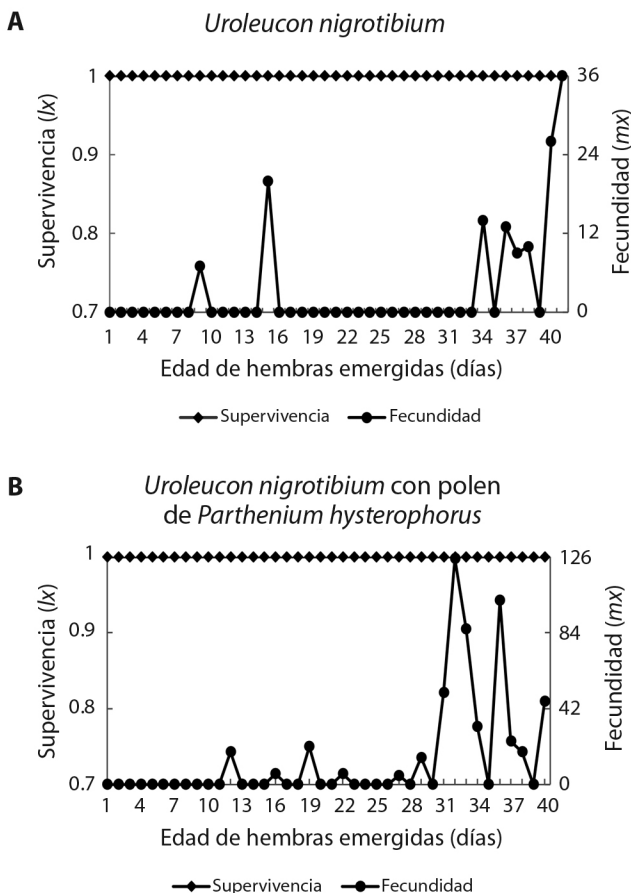 A
Uroleucon nigrotibium
Supervivencia (lx)
1
0.9
0.8
0.7
36
24
12
0
Fecundidad (mx)
1 4 7 10 13 16 19 22 25 28 31 34 37 40
Edad de hembras emergidas (días)
Supervivencia Fecundidad
B
Uroleucon nigrotibium con polen
de Parthenium hysterophorus
Supervivencia (lx)
1
0.9
0.8
0.7
126
84
42
0
Fecundidad (mx)
1 4 7 10 13 16 19 22 25 28 31 34 37 40
Edad de hembras emergidas (días)
Supervivencia Fecundidad